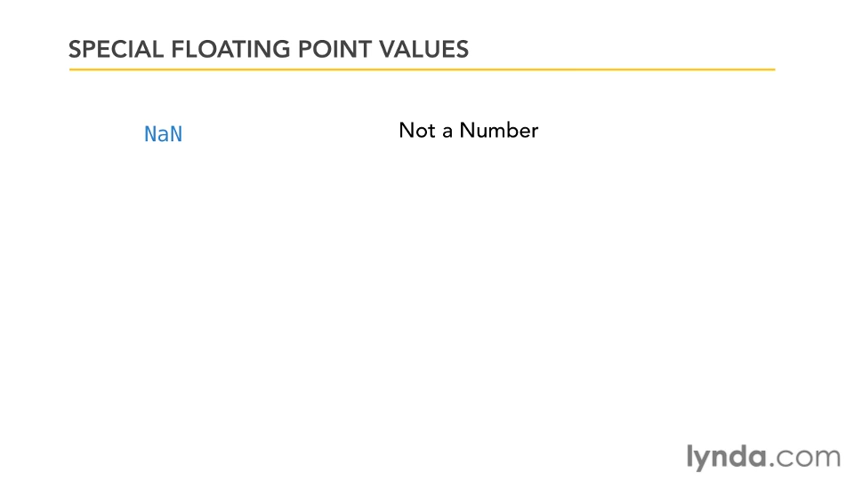 SPECIAL FLOATING POINT VALUES
NaN Not a Number
lynda.com